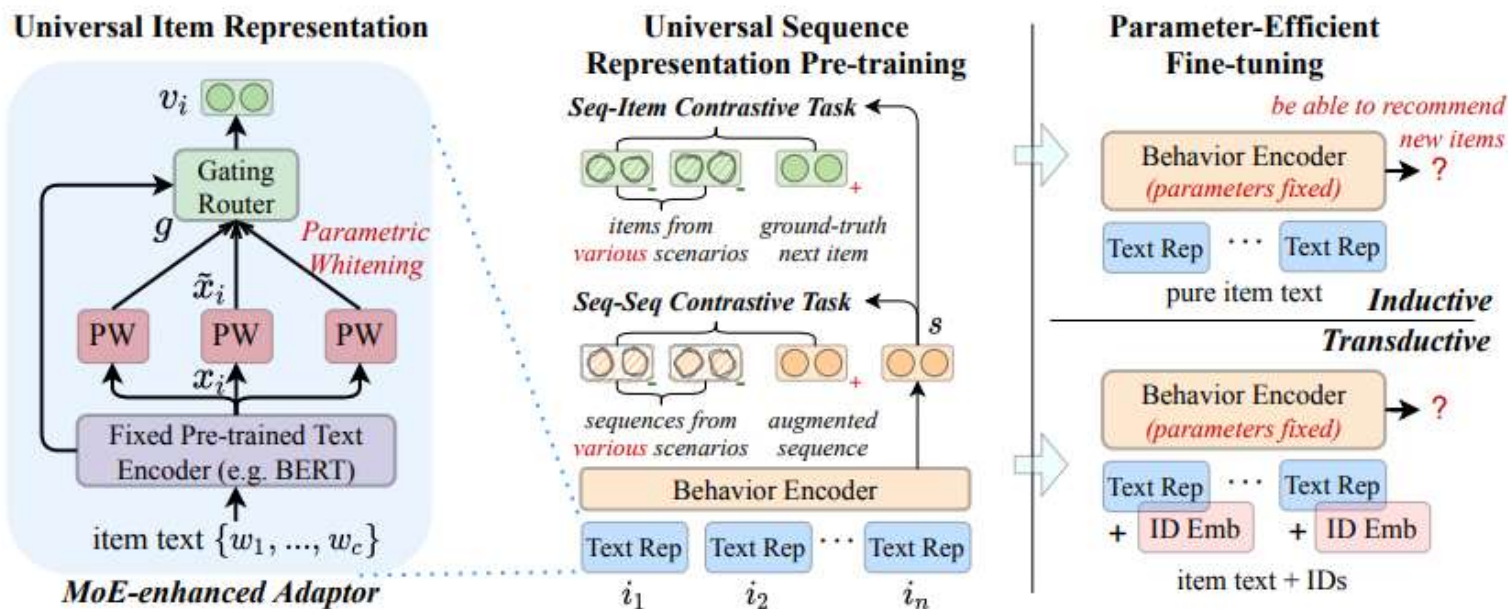 Universal Item Representation
v_i
Gating
Router
g
Parametric
Whitening
x̃_i
PW
PW
PW
x_i
Fixed Pre-trained Text
Encoder (e.g. BERT)
item text {w_1, ..., w_c}
MoE-enhanced Adaptor
Universal Sequence
Representation Pre-training
Seq-Item Contrastive Task
-
-
+
items from
various scenarios
ground-truth
next item
Seq-Seq Contrastive Task
s
-
-
+
sequences from
various scenarios
augmented
sequence
Behavior Encoder
Text Rep
Text Rep
...
Text Rep
i_1
i_2
i_n
Parameter-Efficient
Fine-tuning
be able to recommend
new items
Behavior Encoder
(parameters fixed)
?
Text Rep
...
Text Rep
pure item text
Inductive
Transductive
Behavior Encoder
(parameters fixed)
?
Text Rep
...
Text Rep
+ ID Emb
+ ID Emb
item text + IDs